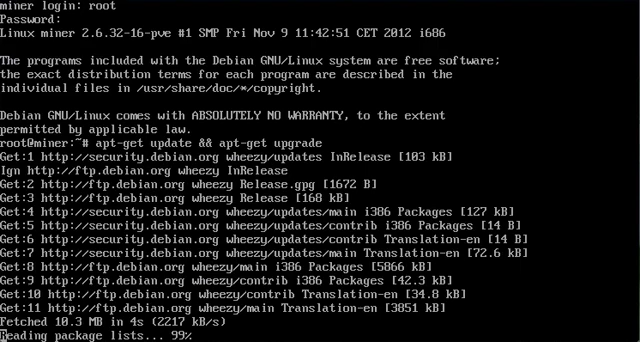 miner login: root
Password:
Linux miner 2.6.32-16-pve #1 SMP Fri Nov 9 11:42:51 CET 2012 i686
The programs included with the Debian GNU/Linux system are free software;
the exact distribution terms for each program are described in the
individual files in /usr/share/doc/*/copyright.
Debian GNU/Linux comes with ABSOLUTELY NO WARRANTY, to the extent
permitted by applicable law.
root@miner:~# apt-get update && apt-get upgrade
Get:1 http://security.debian.org wheezy/updates InRelease [103 kB]
Ign http://ftp.debian.org wheezy InRelease
Get:2 http://ftp.debian.org wheezy Release.gpg [1672 B]
Get:3 http://ftp.debian.org wheezy Release [168 kB]
Get:4 http://security.debian.org wheezy/updates/main i386 Packages [127 kB]
Get:5 http://security.debian.org wheezy/updates/contrib i386 Packages [14 B]
Get:6 http://security.debian.org wheezy/updates/contrib Translation-en [14 B]
Get:7 http://security.debian.org wheezy/updates/main Translation-en [72.6 kB]
Get:8 http://ftp.debian.org wheezy/main i386 Packages [5866 kB]
Get:9 http://ftp.debian.org wheezy/contrib i386 Packages [42.3 kB]
Get:10 http://ftp.debian.org wheezy/contrib Translation-en [34.8 kB]
Get:11 http://ftp.debian.org wheezy/main Translation-en [3851 kB]
Fetched 10.3 MB in 4s (2217 kB/s)
Reading package lists... 99%